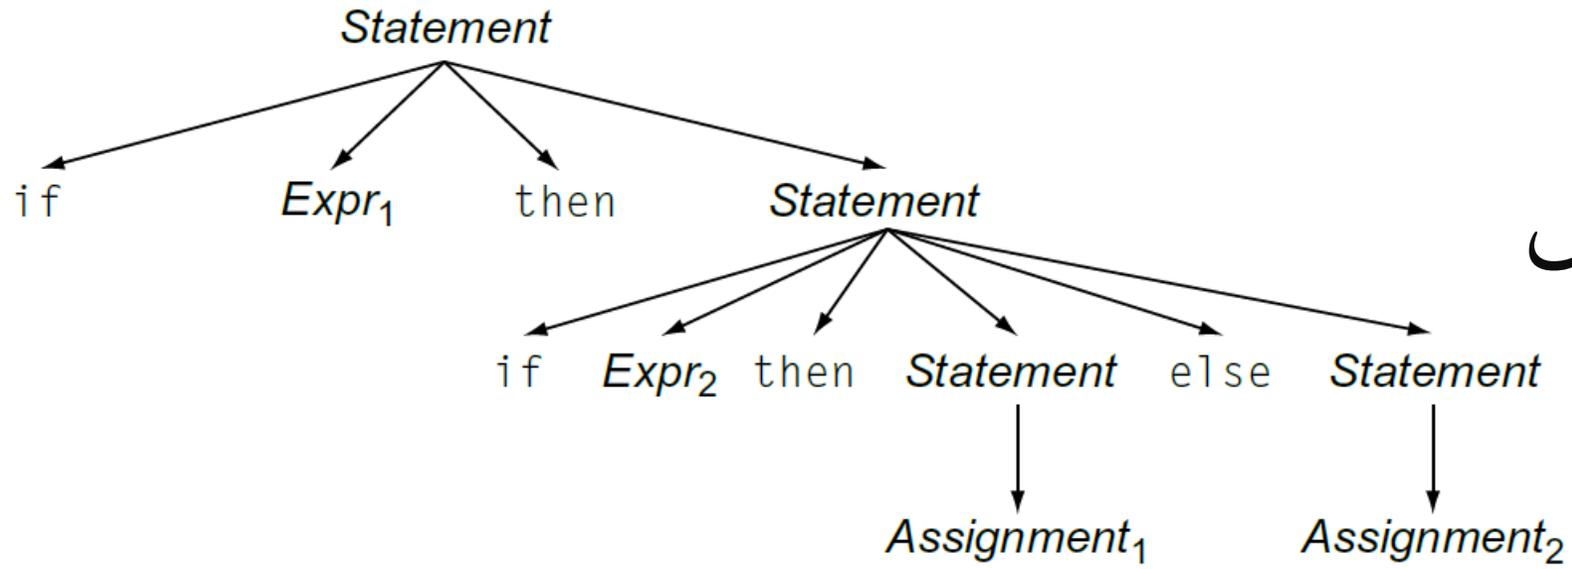 Statement
if Expr₁ then Statement
if Expr₂ then Statement else Statement
Assignment₁ Assignment₂